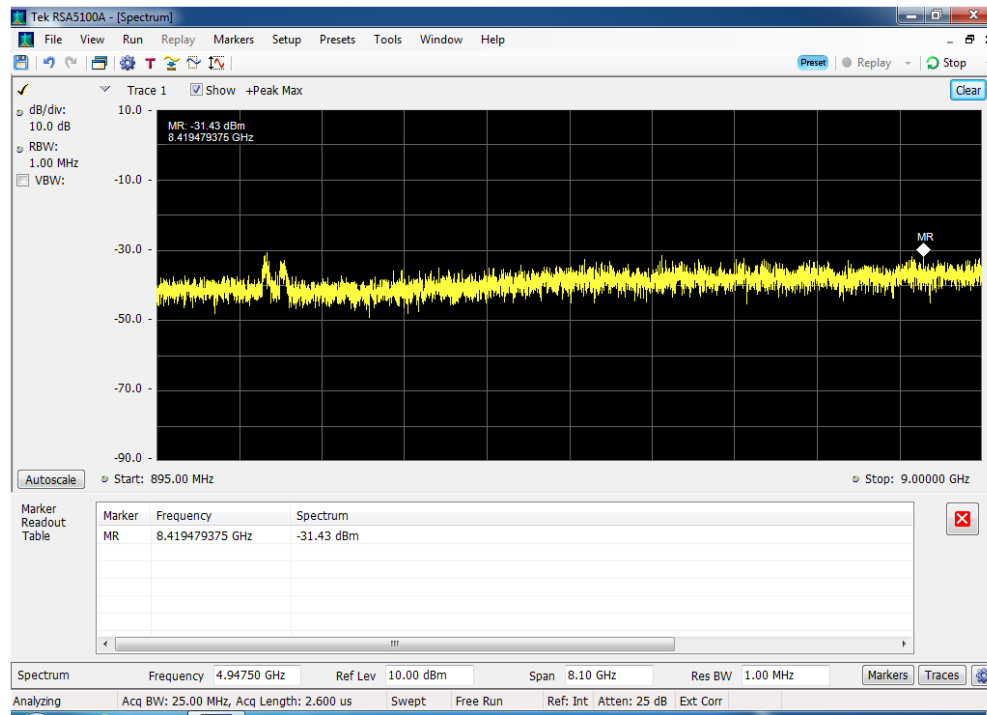 Tek RSA5100A - [Spectrum]
File View Run Replay Markers Setup Presets Tools Window Help
T Preset Replay Stop
Trace 1 Show +Peak Max Clear
dB/div:
10.0 dB
RBW:
1.00 MHz
VBW:
10.0 -
-10.0 -
-30.0 -
-50.0 -
-70.0 -
-90.0 -
MR: -31.43 dBm
8.419479375 GHz
MR
Autoscale Start: 895.00 MHz Stop: 9.00000 GHz
Marker
Readout
Table
Marker Frequency Spectrum
MR 8.419479375 GHz -31.43 dBm
Spectrum Frequency 4.94750 GHz Ref Lev 10.00 dBm Span 8.10 GHz Res BW 1.00 MHz Markers Traces
Analyzing Acq BW: 25.00 MHz, Acq Length: 2.600 us Swept Free Run Ref: Int Atten: 25 dB Ext Corr